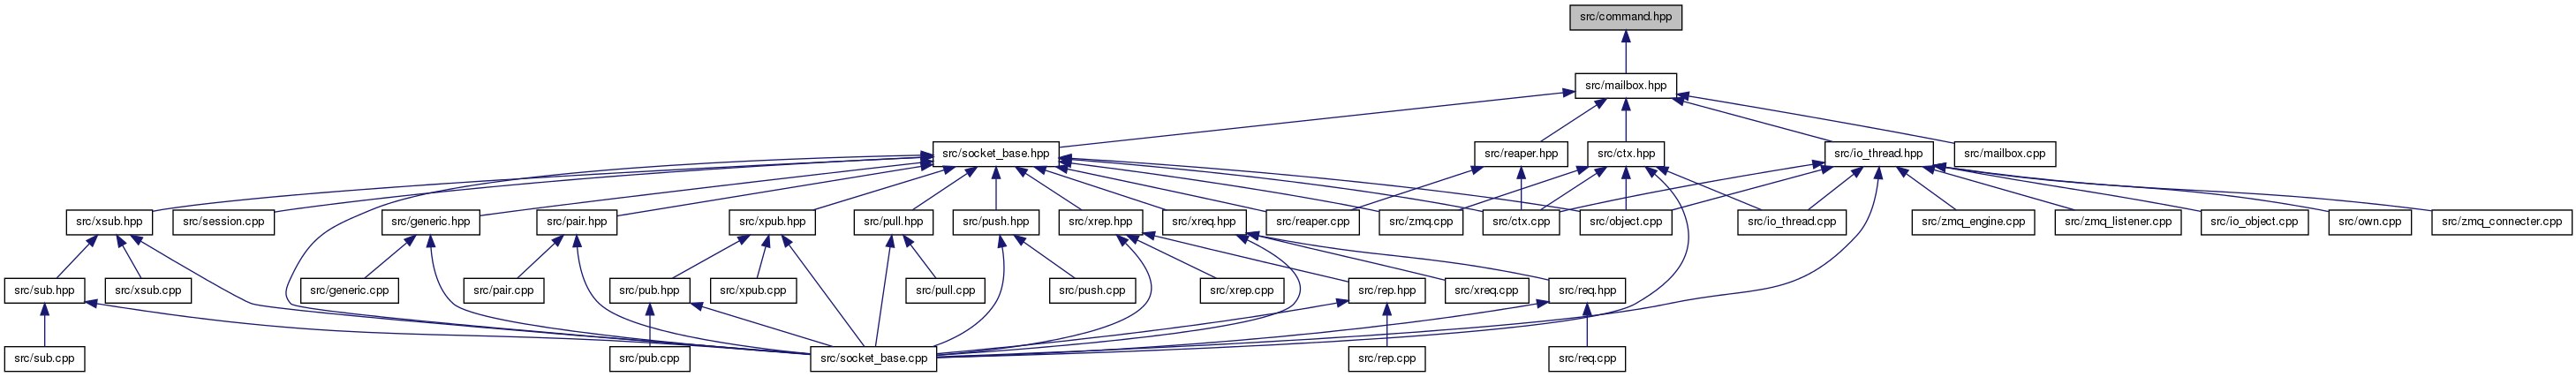 src/command.hpp
src/mailbox.hpp
src/socket_base.hpp
src/reaper.hpp
src/ctx.hpp
src/io_thread.hpp
src/mailbox.cpp
src/xsub.hpp
src/session.cpp
src/generic.hpp
src/pair.hpp
src/xpub.hpp
src/pull.hpp
src/push.hpp
src/xrep.hpp
src/xreq.hpp
src/reaper.cpp
src/zmq.cpp
src/ctx.cpp
src/object.cpp
src/io_thread.cpp
src/zmq_engine.cpp
src/zmq_listener.cpp
src/io_object.cpp
src/own.cpp
src/zmq_connecter.cpp
src/sub.hpp
src/xsub.cpp
src/generic.cpp
src/pair.cpp
src/pub.hpp
src/xpub.cpp
src/pull.cpp
src/push.cpp
src/xrep.cpp
src/rep.hpp
src/xreq.cpp
src/req.hpp
src/sub.cpp
src/pub.cpp
src/socket_base.cpp
src/rep.cpp
src/req.cpp